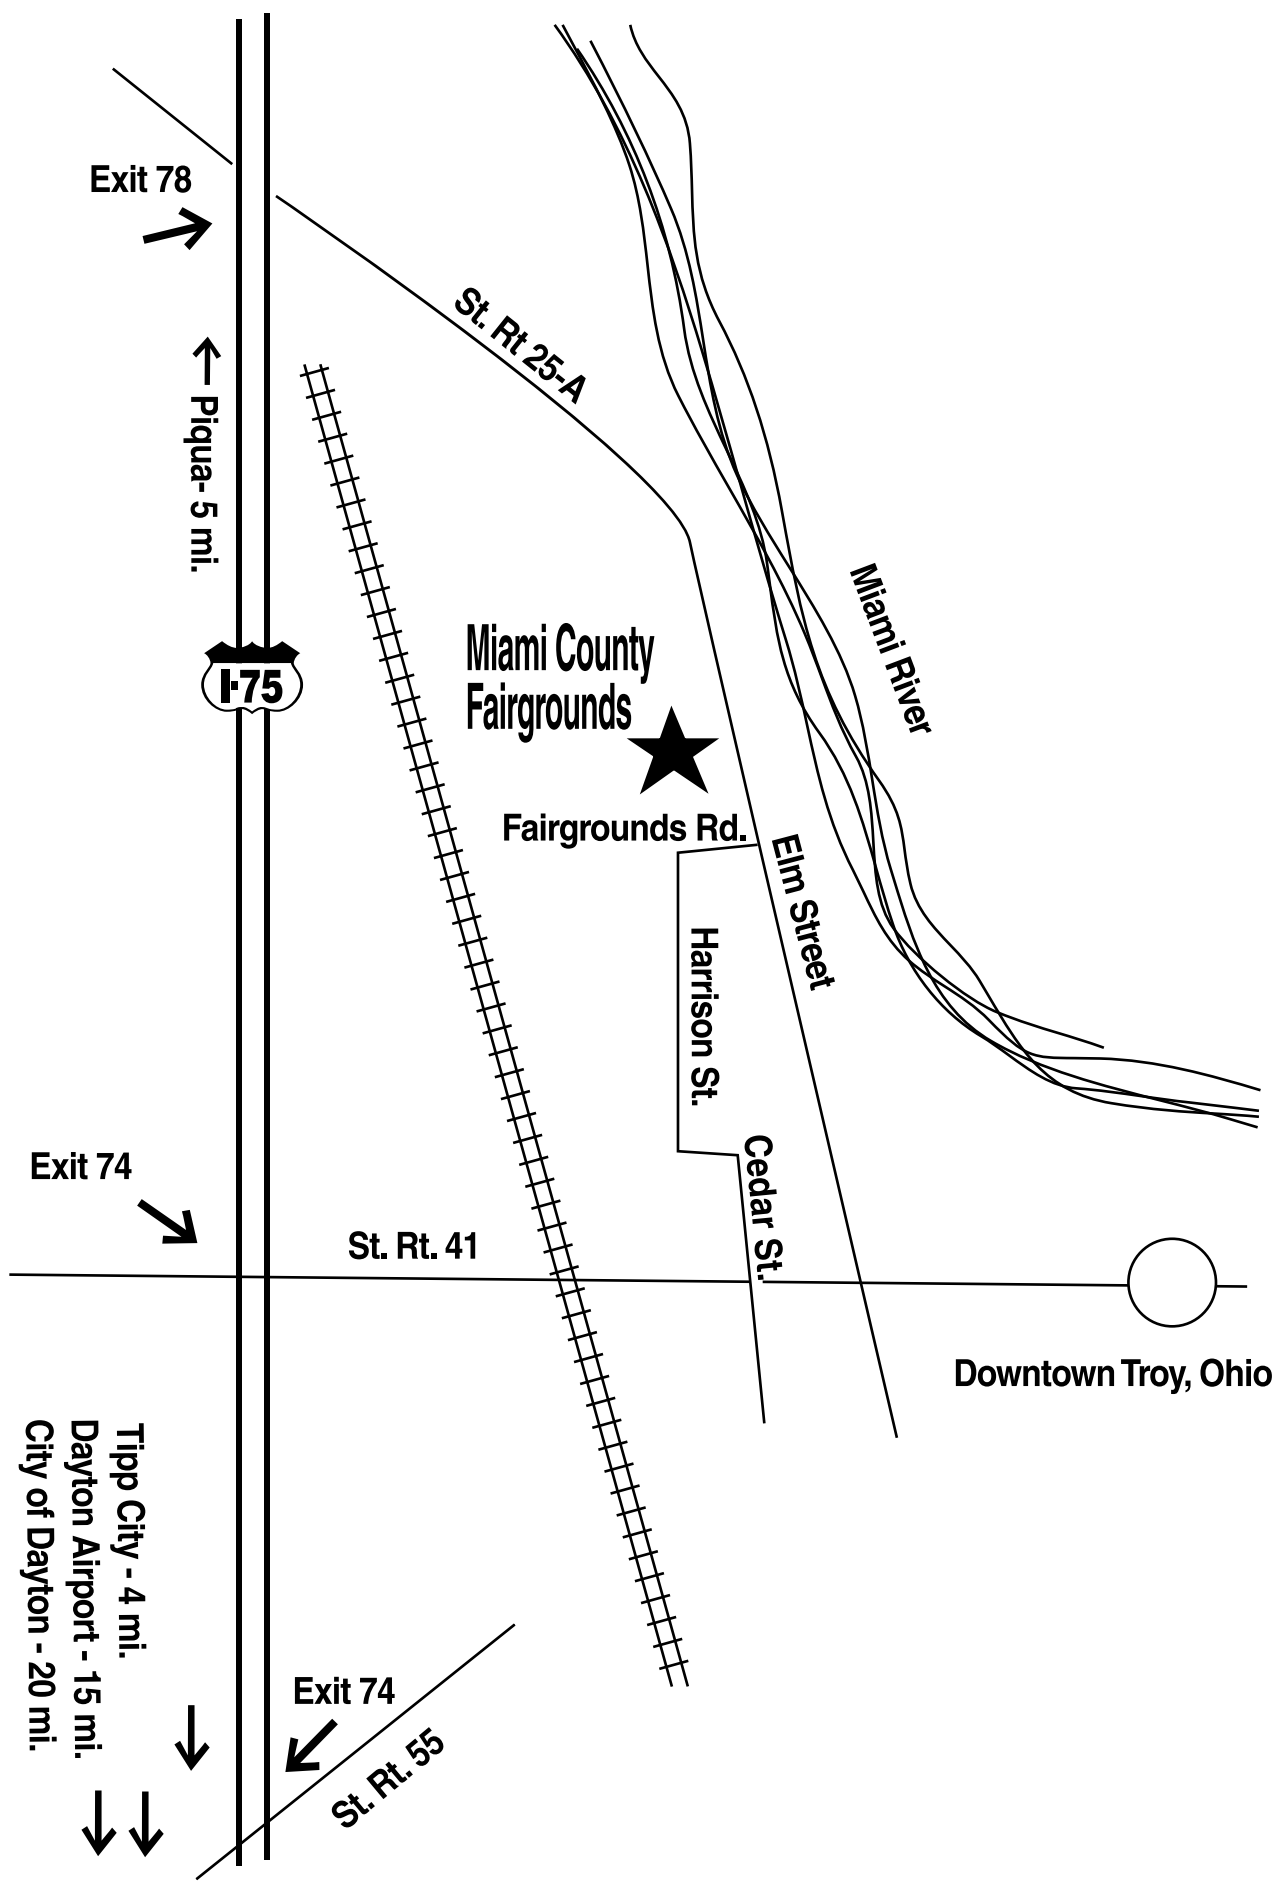 Exit 78
St. Rt 25-A
Piqua- 5 mi.
Miami River
Miami County
Fairgrounds
I-75
Fairgrounds Rd.
Elm Street
Harrison St.
Cedar St.
Exit 74
St. Rt. 41
Downtown Troy, Ohio
Tipp City - 4 mi.
Dayton Airport - 15 mi.
City of Dayton - 20 mi.
Exit 74
St. Rt. 55